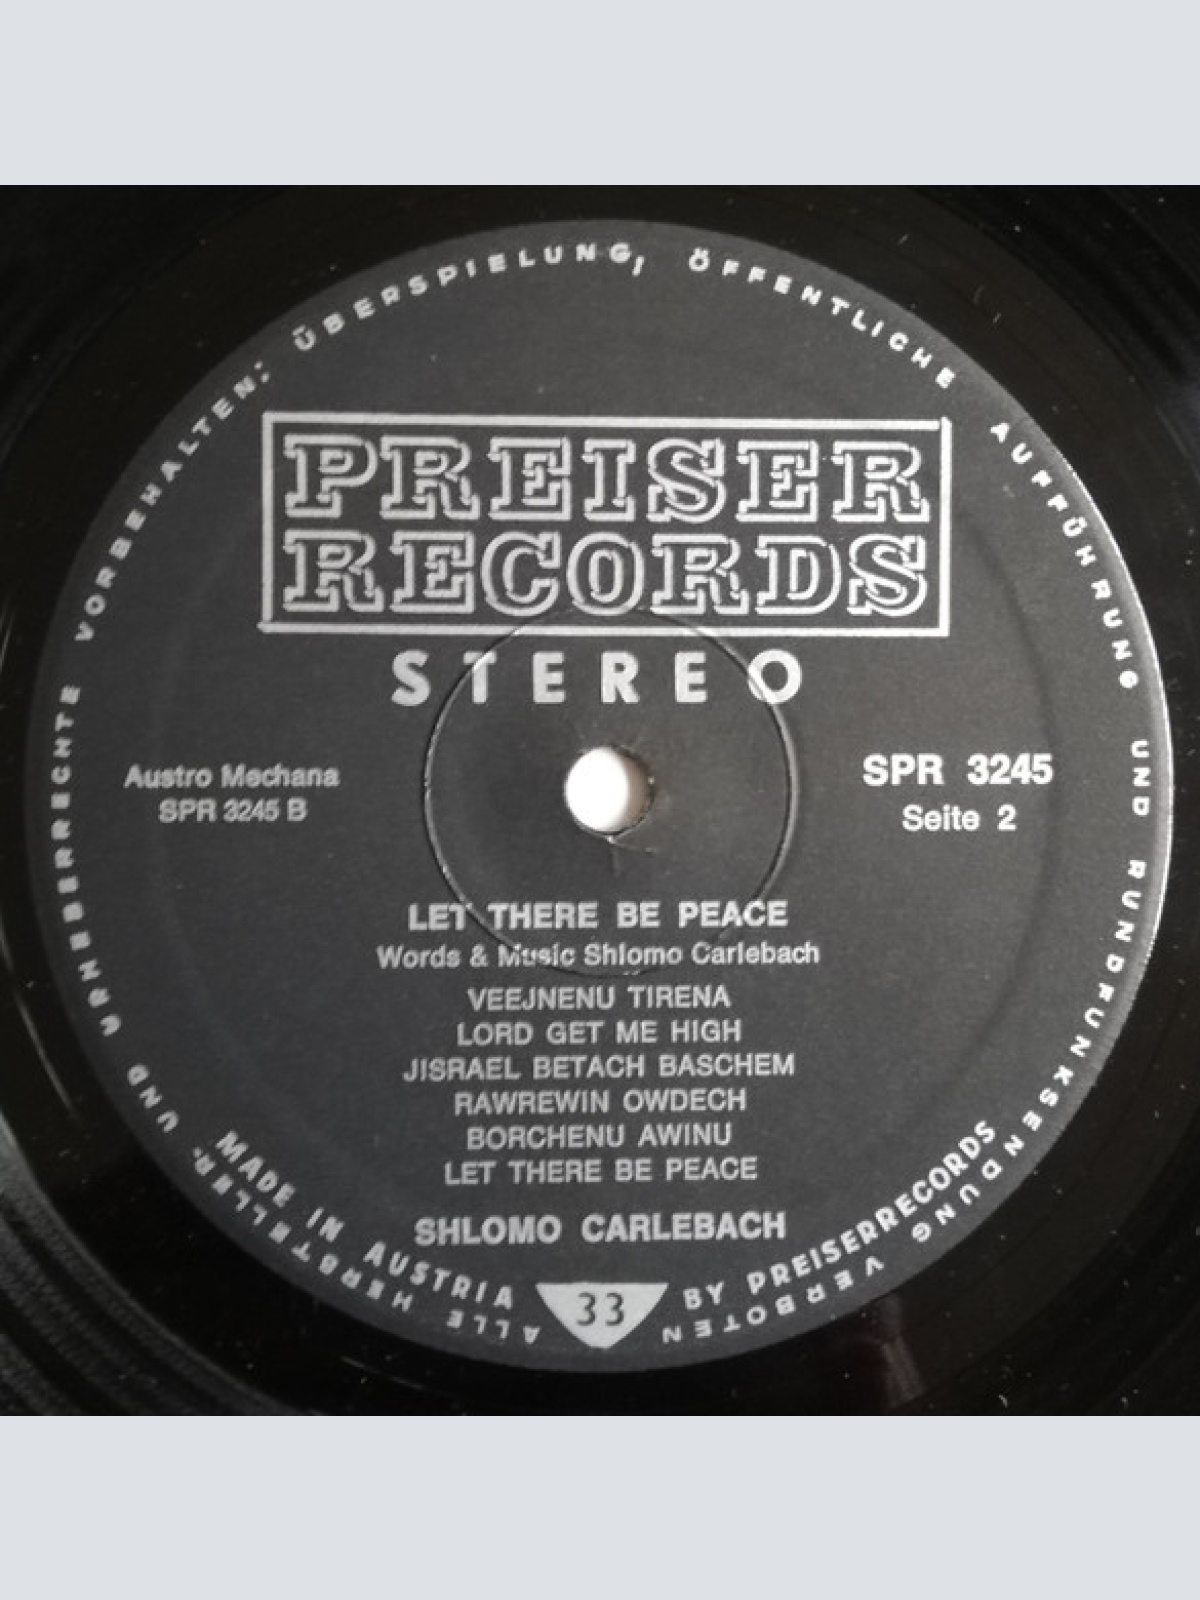 ALLE HERSTELLER- UND URHEBERRECHTE VORBEHALTEN; ÜBERSPIELUNG, ÖFFENTLICHE AUFFÜHRUNG UND RUNDFUNKSENDUNG VERBOTEN
PREISER
RECORDS
STEREO
Austro Mechana
SPR 3245 B
SPR 3245
Seite 2
LET THERE BE PEACE
Words & Music Shlomo Carlebach
VEEJNENU TIRENA
LORD GET ME HIGH
JISRAEL BETACH BASCHEM
RAWREWIN OWDECH
BORCHENU AWINU
LET THERE BE PEACE
SHLOMO CARLEBACH
MADE IN AUSTRIA
33
BY PREISERRECORDS